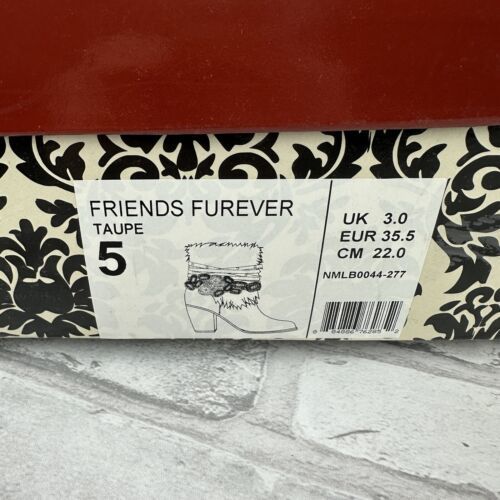 FRIENDS FUREVER
TAUPE
5
UK 3.0
EUR 35.5
CM 22.0
NMLB0044-277